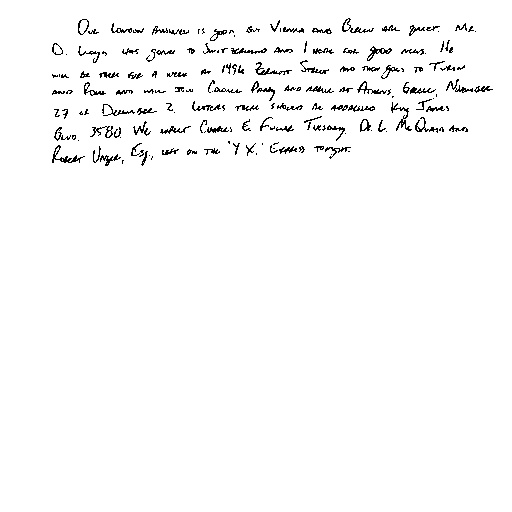 Our London business is good, but Vienna and Berlin are quiet. Mr.
D. Lloyd has gone to Switzerland and I hope for good news. He
will be there for a week at 1496 Zermott Street and then goes to Turin
and Rome and will join Colonel Parry and arrive at Athens, Greece, November
27 or December 2. Letters there should be addressed King James
Blvd. 3580. We expect Charles E. Fuller Tuesday. Dr. L. McQuaid and
Robert Unger, Esq., left on the 'Y.X.' Express tonight.